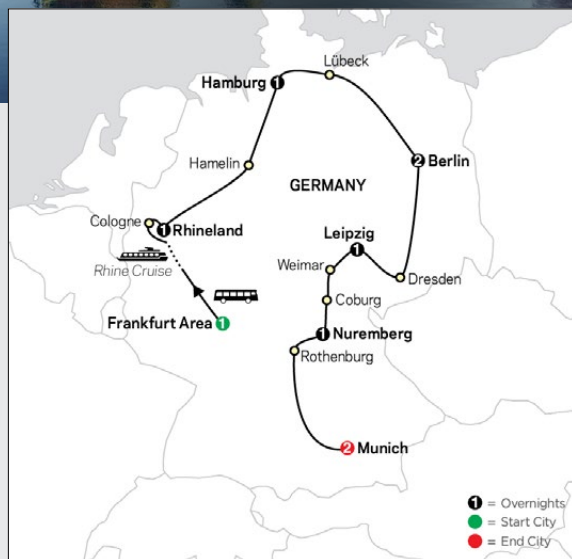 Lübeck
Hamburg 1
2 Berlin
Hamelin
GERMANY
Cologne
1 Rhineland
Leipzig
1
Weimar
Rhine Cruise
Dresden
Coburg
Frankfurt Area 1
1 Nuremberg
Rothenburg
2 Munich
1 = Overnights
= Start City
= End City